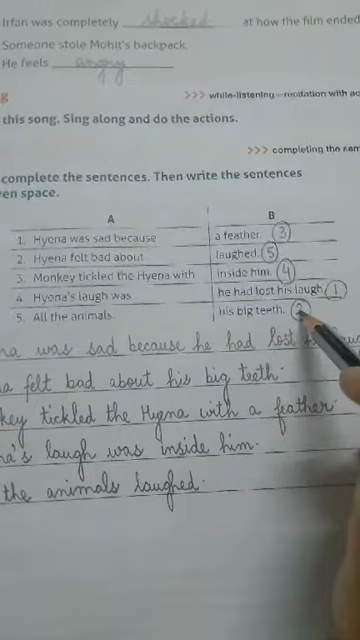 Irfan was completely shocked at how the film ended
Someone stole Mohit's backpack.
He feels angry
g >>> while-listening – recitation with ac
this song. Sing along and do the actions.
>>> completing the sen
complete the sentences. Then write the sentences
ven space.
A B
1. Hyena was sad because a feather. 3
2. Hyena felt bad about laughed. 5
3. Monkey tickled the Hyena with inside him. 4
4. Hyena's laugh was he had lost his laugh. 1
5. All the animals. his big teeth. 2
na was sad because he had lost
a felt bad about his big teeth.
key tickled the Hyena with a feather.
na's laugh was inside him.
the animals laughed.